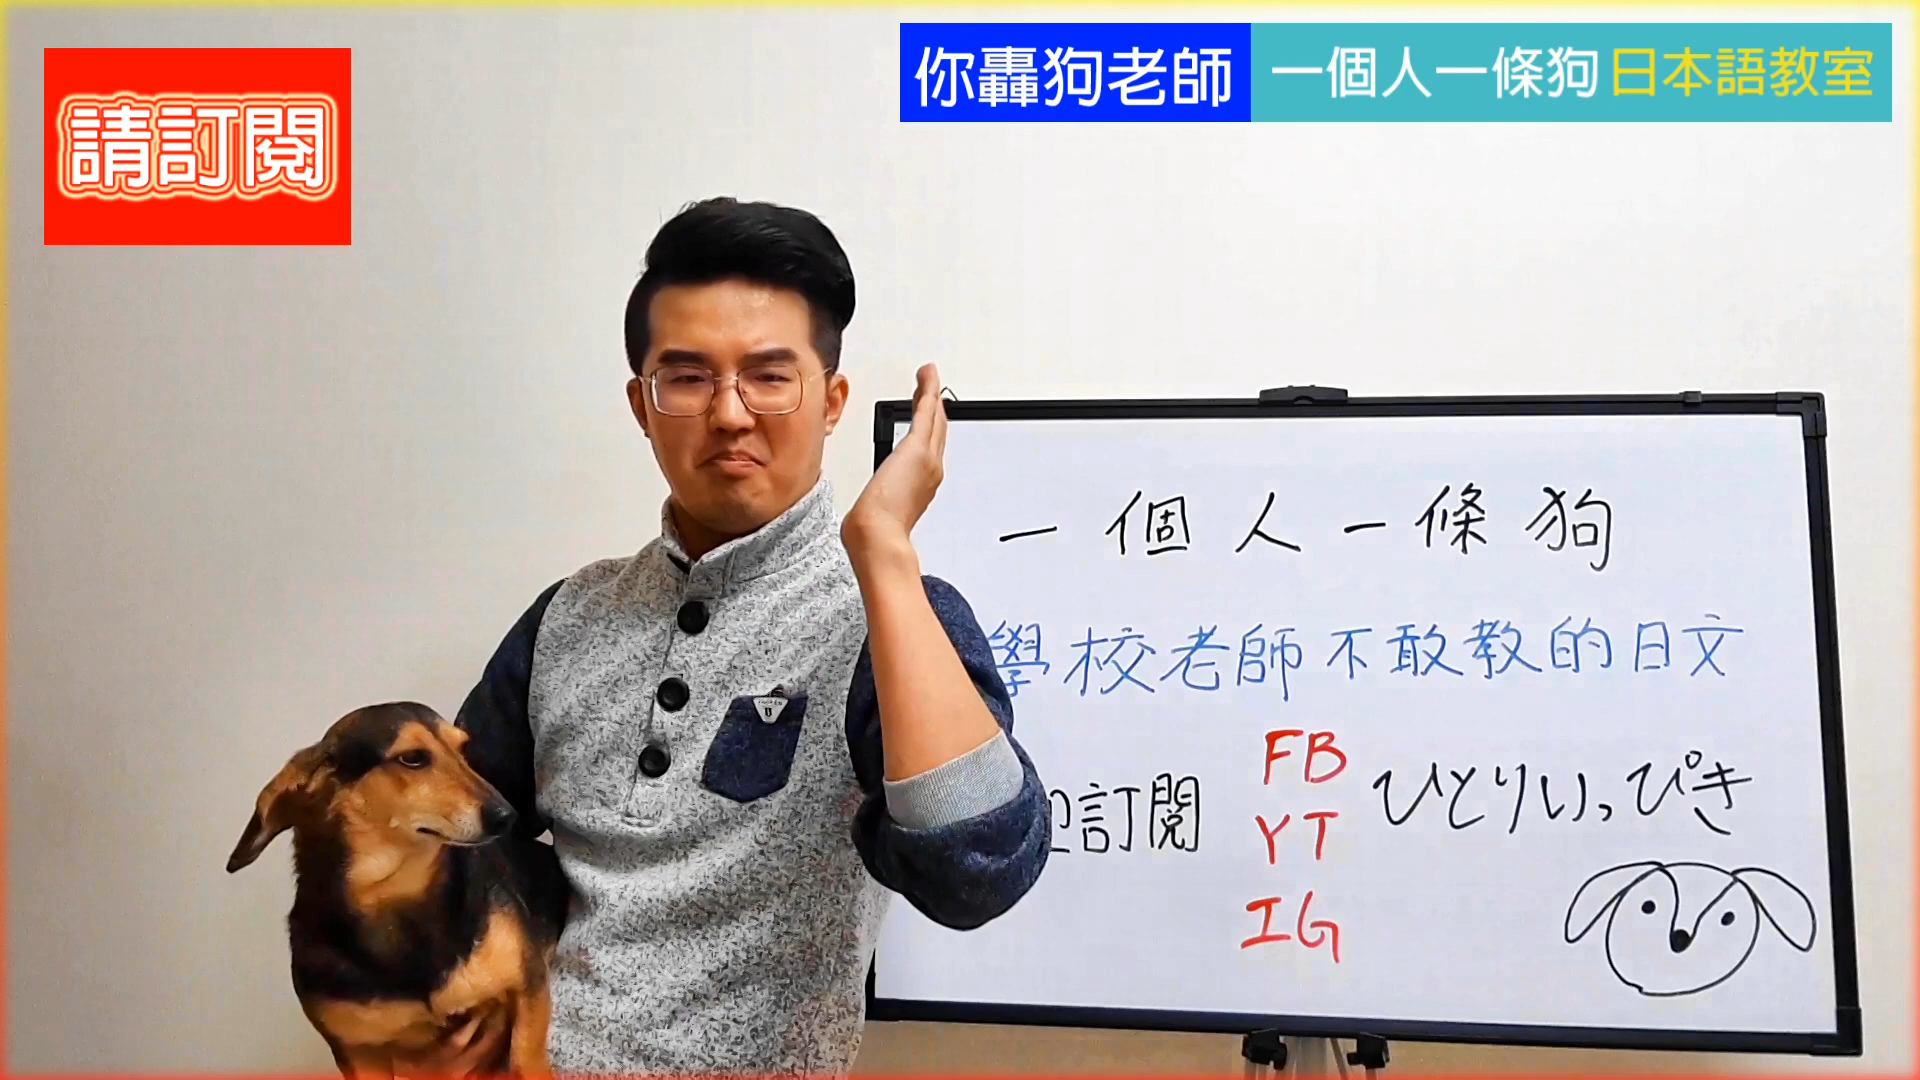 請訂閱
你轟狗老師 一個人一條狗 日本語教室
一個人一條狗
學校老師不敢教的日文
訂閱
FB
YT
IG
ひとりいっぴき